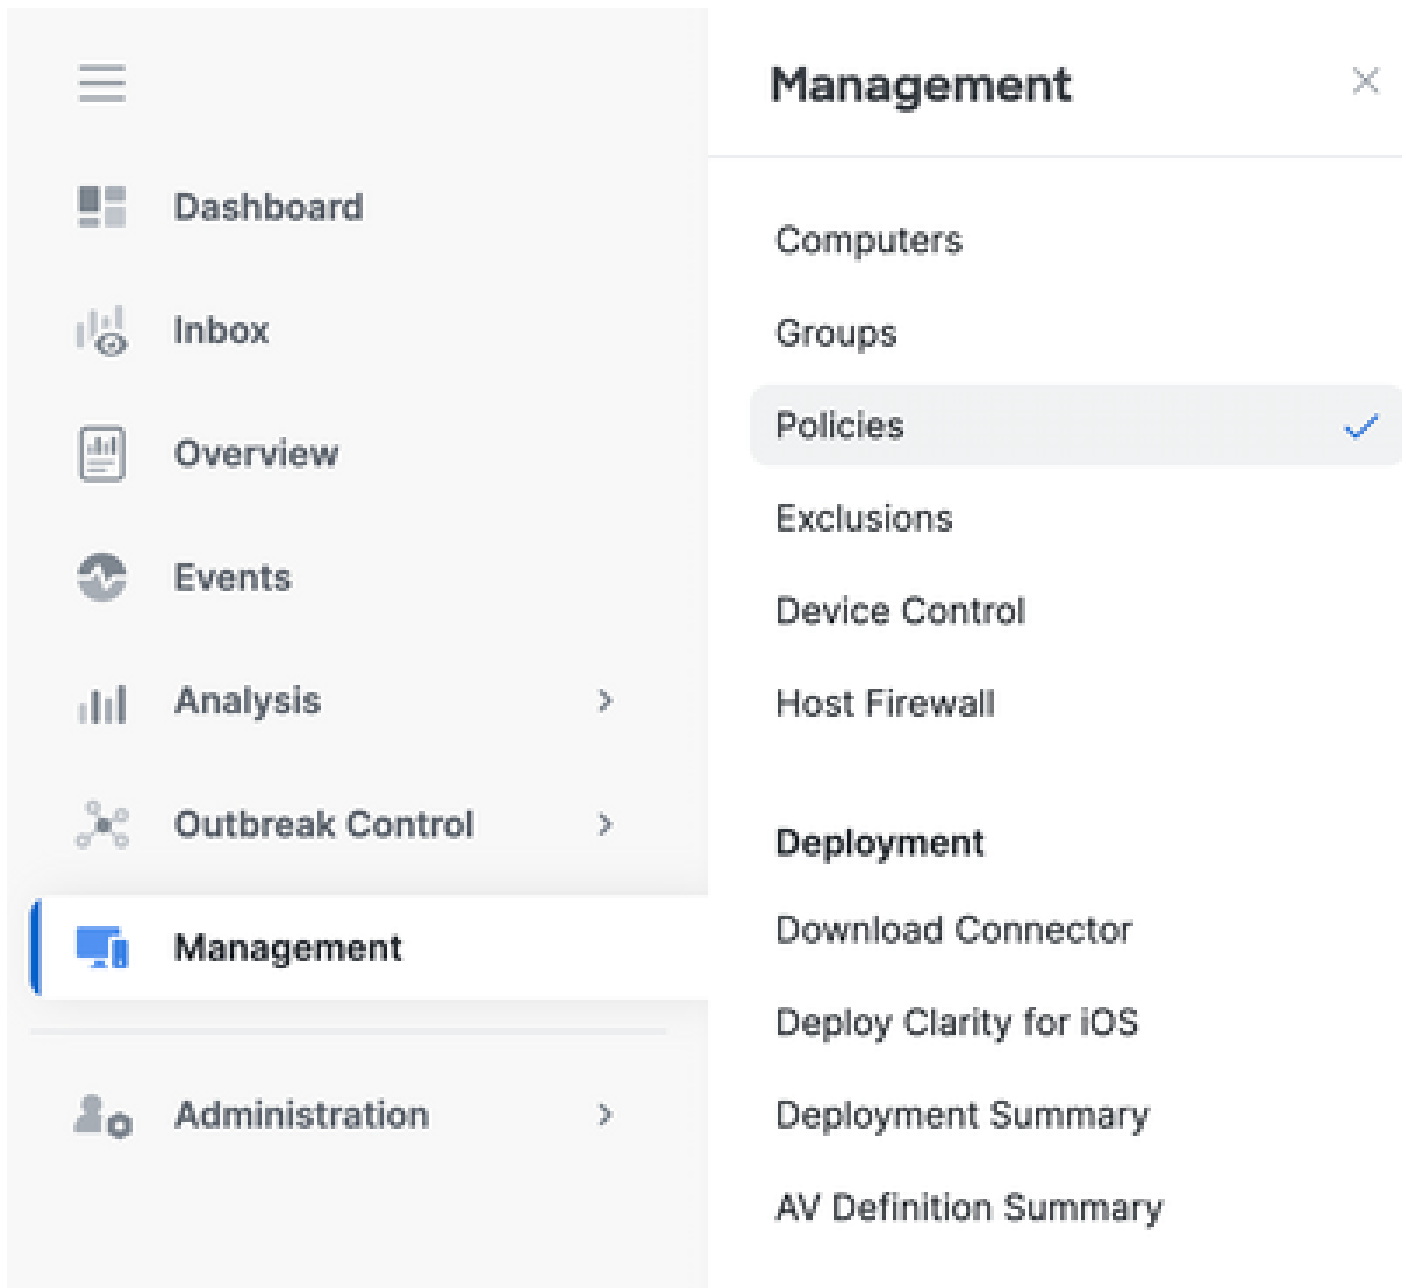 Dashboard
Inbox
Overview
Events
Analysis
Outbreak Control
Management
Administration
Management
Computers
Groups
Policies
Exclusions
Device Control
Host Firewall
Deployment
Download Connector
Deploy Clarity for iOS
Deployment Summary
AV Definition Summary